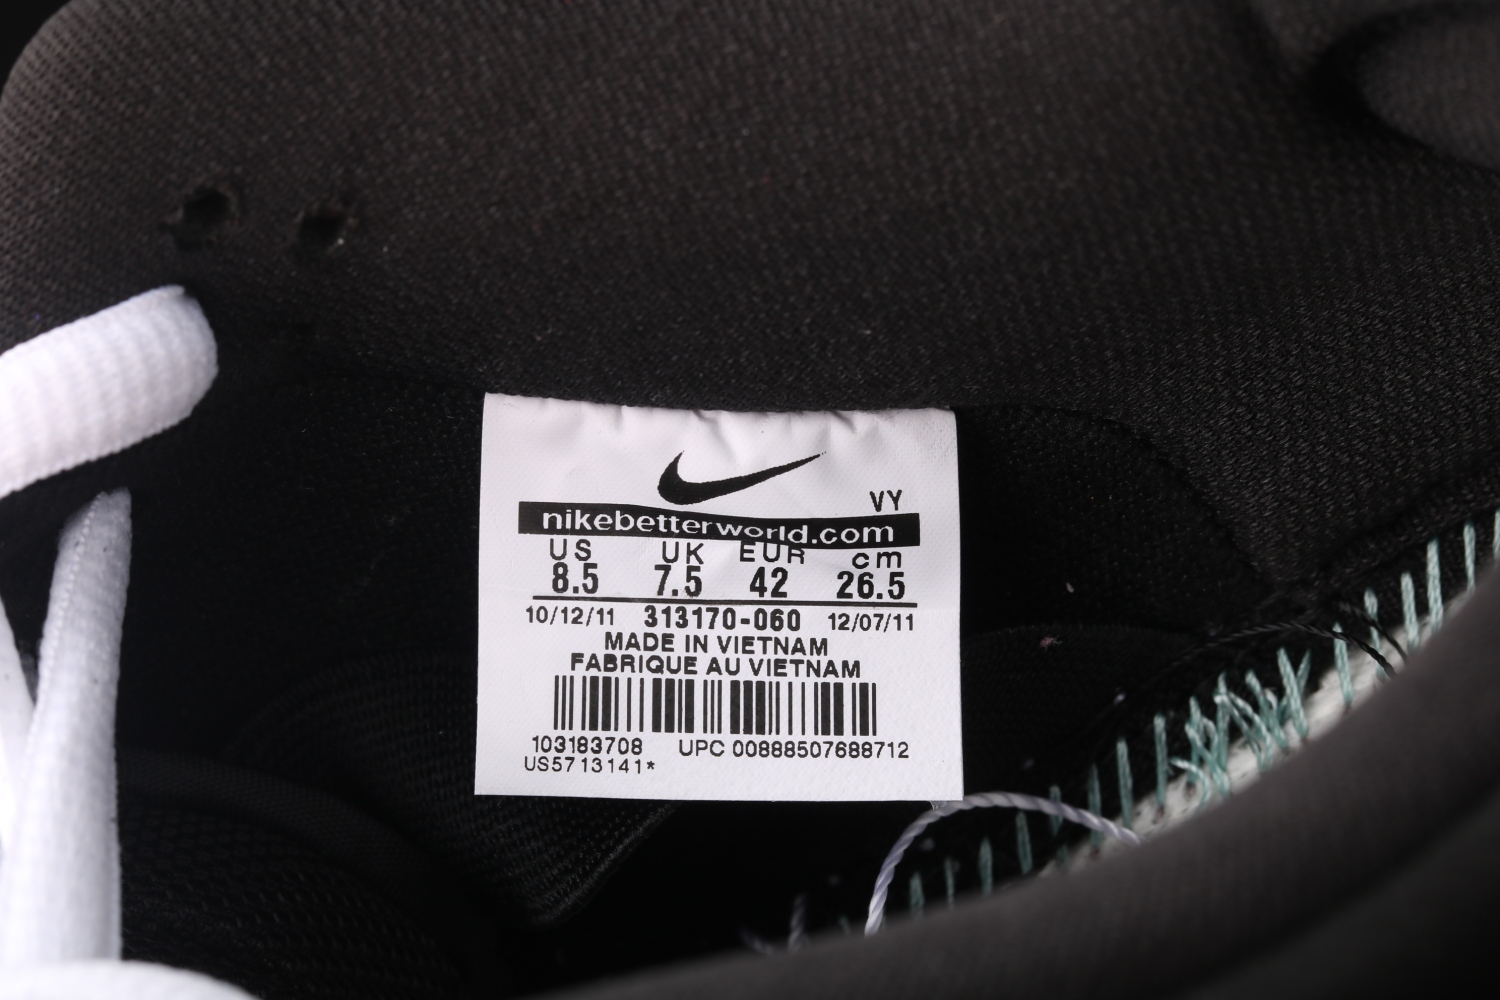 VY
nikebetterworld.com
US UK EUR cm
8.5 7.5 42 26.5
10/12/11 313170-060 12/07/11
MADE IN VIETNAM
FABRIQUE AU VIETNAM
103183708 UPC 00888507688712
US5713141*